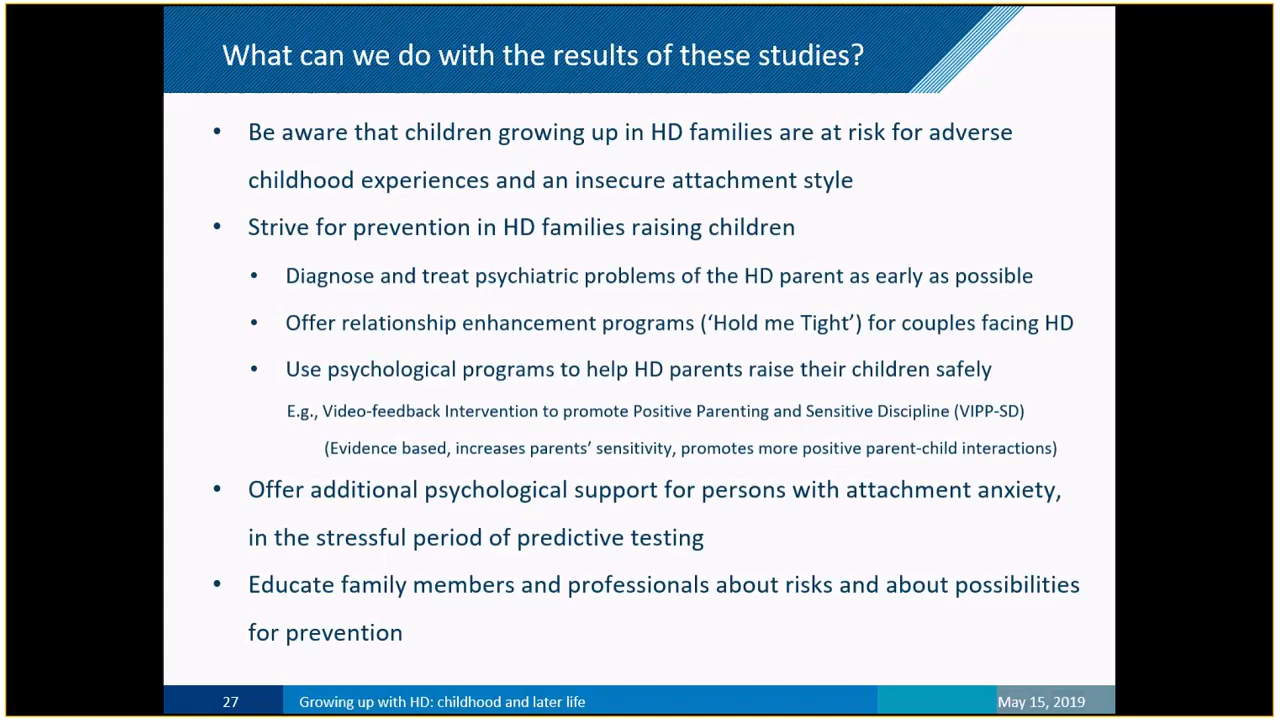 What can we do with the results of these studies?
• Be aware that children growing up in HD families are at risk for adverse
childhood experiences and an insecure attachment style
• Strive for prevention in HD families raising children
• Diagnose and treat psychiatric problems of the HD parent as early as possible
• Offer relationship enhancement programs (‘Hold me Tight’) for couples facing HD
• Use psychological programs to help HD parents raise their children safely
E.g., Video-feedback Intervention to promote Positive Parenting and Sensitive Discipline (VIPP-SD)
(Evidence based, increases parents’ sensitivity, promotes more positive parent-child interactions)
• Offer additional psychological support for persons with attachment anxiety,
in the stressful period of predictive testing
• Educate family members and professionals about risks and about possibilities
for prevention
27 Growing up with HD: childhood and later life May 15, 2019